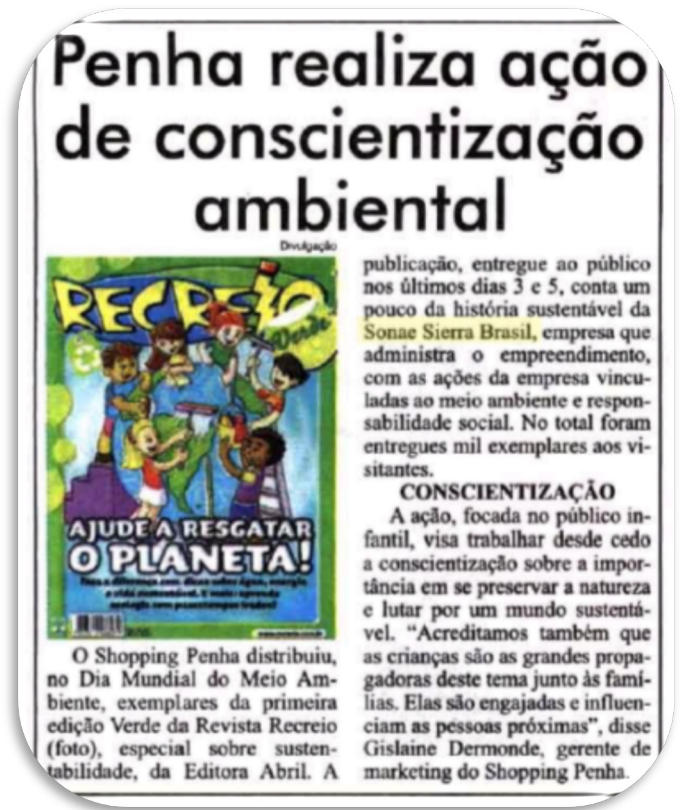 Penha realiza ação
de conscientização
ambiental
Divulgação
RECREIO
Verde
AJUDE A RESGATAR
O PLANETA!
O Shopping Penha distribuiu,
no Dia Mundial do Meio Am-
biente, exemplares da primeira
edição Verde da Revista Recreio
(foto), especial sobre susten-
tabilidade, da Editora Abril. A
publicação, entregue ao público
nos últimos dias 3 e 5, conta um
pouco da história sustentável da
Sonae Sierra Brasil, empresa que
administra o empreendimento,
com as ações da empresa vincu-
ladas ao meio ambiente e respon-
sabilidade social. No total foram
entregues mil exemplares aos vi-
sitantes.
CONSCIENTIZAÇÃO
A ação, focada no público in-
fantil, visa trabalhar desde cedo
a conscientização sobre a impor-
tância em se preservar a natureza
e lutar por um mundo sustentá-
vel. “Acreditamos também que
as crianças são as grandes propa-
gadoras deste tema junto às famí-
lias. Elas são engajadas e influen-
ciam as pessoas próximas”, disse
Gislaine Dermonde, gerente de
marketing do Shopping Penha.